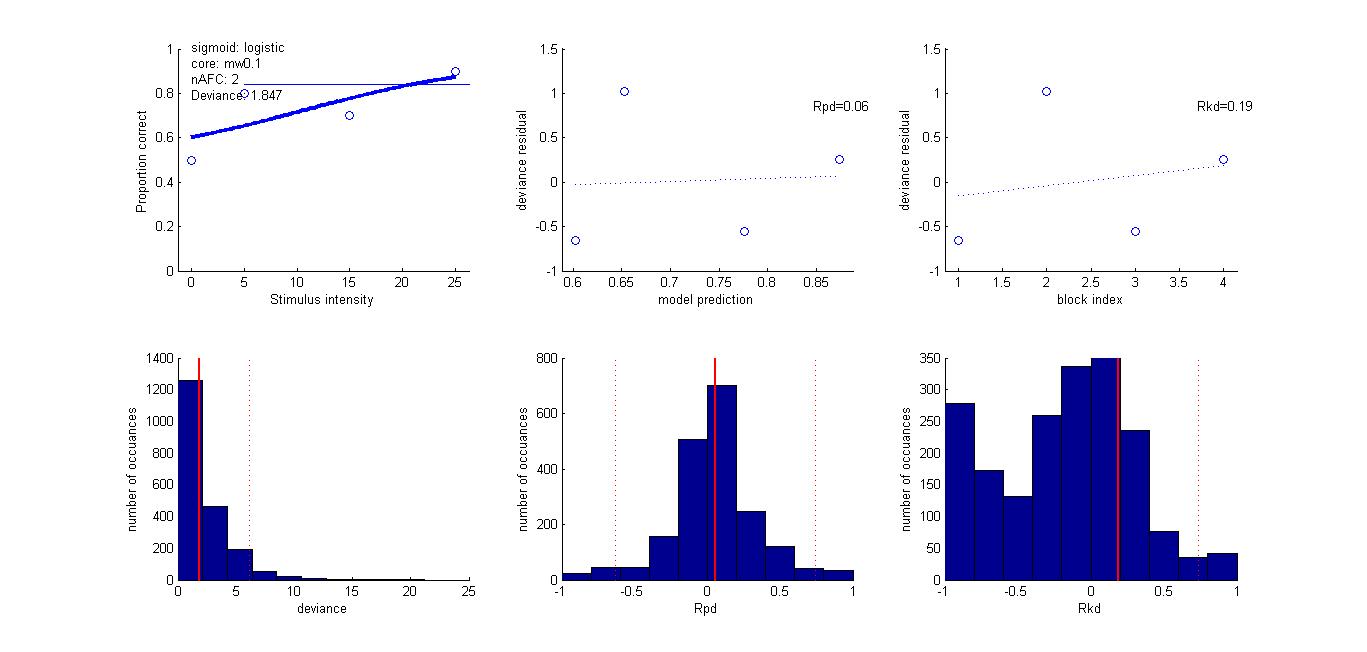 sigmoid: logistic
core: mw0.1
nAFC: 2
Deviance: 1.847
1
0.8
0.6
0.4
0.2
0
Proportion correct
0 5 10 15 20 25
Stimulus intensity
1.5
1
0.5
0
-0.5
-1
deviance residual
Rpd=0.06
0.6 0.65 0.7 0.75 0.8 0.85
model prediction
1.5
1
0.5
0
-0.5
-1
deviance residual
Rkd=0.19
1 1.5 2 2.5 3 3.5 4
block index
1400
1200
1000
800
600
400
200
0
number of occuances
0 5 10 15 20 25
deviance
800
600
400
200
0
number of occuances
-1 -0.5 0 0.5 1
Rpd
350
300
250
200
150
100
50
0
number of occuances
-1 -0.5 0 0.5 1
Rkd